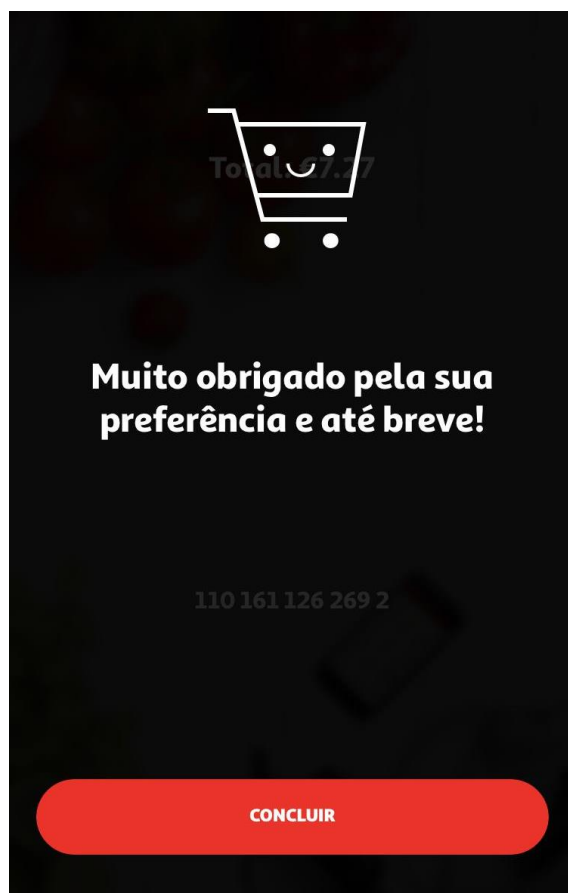 Total: €7.27
Muito obrigado pela sua
preferência e até breve!
110 161 126 269 2
CONCLUIR